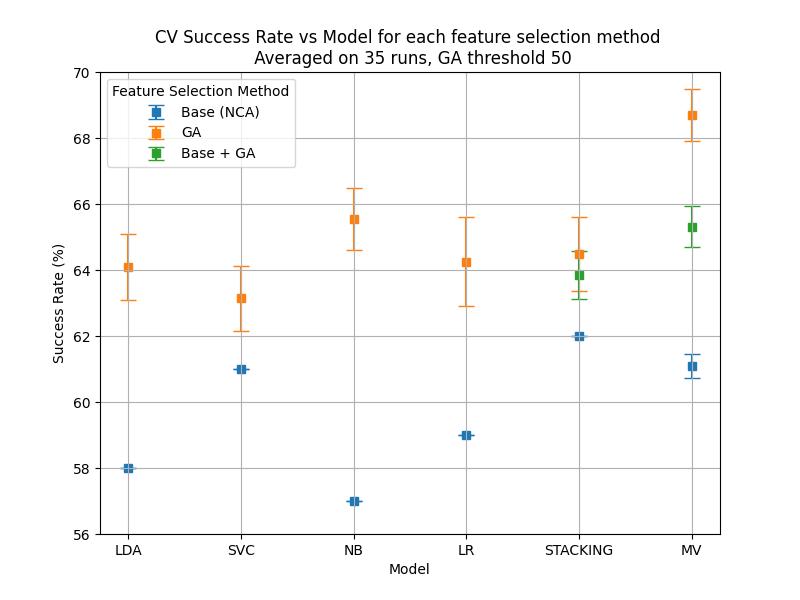 CV Success Rate vs Model for each feature selection method
Averaged on 35 runs, GA threshold 50
Feature Selection Method
Base (NCA)
GA
Base + GA
Success Rate (%)
70
68
66
64
62
60
58
56
LDA SVC NB LR STACKING MV
Model